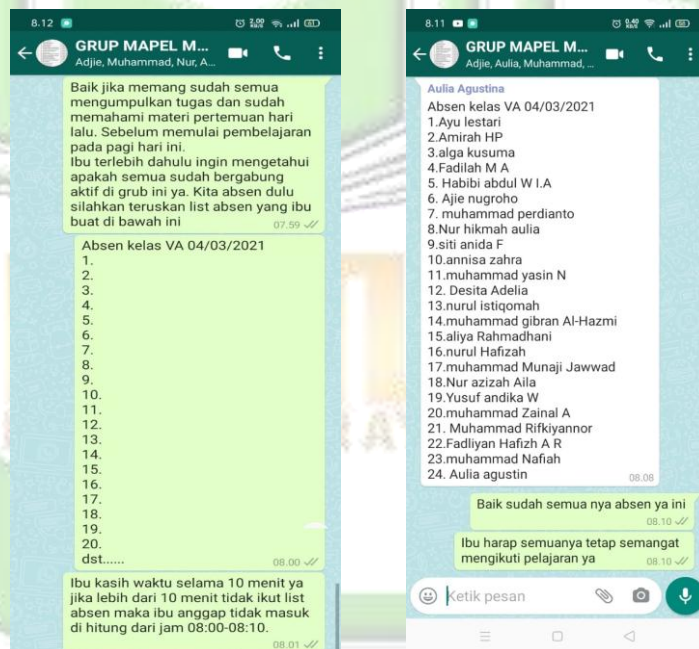 8.12
2,00
GRUP MAPEL M...
Adjie, Muhammad, Nur, A...
Baik jika memang sudah semua
mengumpulkan tugas dan sudah
memahami materi pertemuan hari
lalu. Sebelum memulai pembelajaran
pada pagi hari ini.
Ibu terlebih dahulu ingin mengetahui
apakah semua sudah bergabung
aktif di grub ini ya. Kita absen dulu
silahkan teruskan list absen yang ibu
buat di bawah ini
07.59
Absen kelas VA 04/03/2021
1.
2.
3.
4.
5.
6.
7.
8.
9.
10.
11.
12.
13.
14.
15.
16.
17.
18.
19.
20.
dst......
08.00
Ibu kasih waktu selama 10 menit ya
jika lebih dari 10 menit tidak ikut list
absen maka ibu anggap tidak masuk
di hitung dari jam 08:00-08:10.
08.01
8.11
0,40
GRUP MAPEL M...
Adjie, Aulia, Muhammad, ...
Aulia Agustina
Absen kelas VA 04/03/2021
1.Ayu lestari
2.Amirah HP
3.alga kusuma
4.Fadilah M A
5. Habibi abdul W I.A
6. Ajie nugroho
7. muhammad perdianto
8.Nur hikmah aulia
9.siti anida F
10.annisa zahra
11.muhammad yasin N
12. Desita Adelia
13.nurul istiqomah
14.muhammad gibran Al-Hazmi
15.aliya Rahmadhani
16.nurul Hafizah
17.muhammad Munaji Jawwad
18.Nur azizah Aila
19.Yusuf andika W
20.muhammad Zainal A
21. Muhammad Rifkiyannor
22.Fadliyan Hafizh A R
23.muhammad Nafiah
24. Aulia agustin
08.08
Baik sudah semua nya absen ya ini
08.10
Ibu harap semuanya tetap semangat
mengikuti pelajaran ya
08.10
Ketik pesan